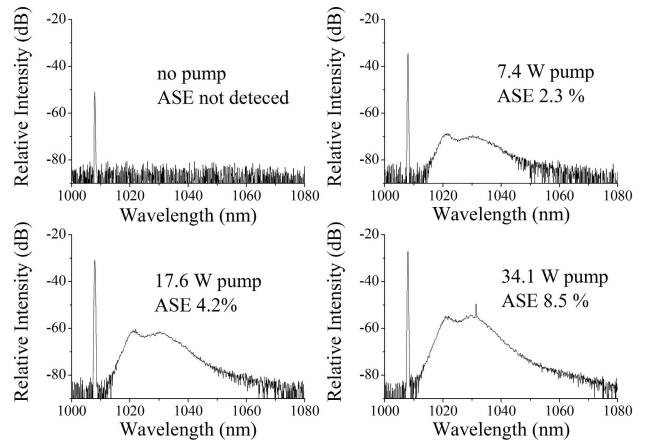 Relative Intensity (dB)
-20
-40
-60
-80
no pump
ASE not deteced
1000 1020 1040 1060 1080
Wavelength (nm)
Relative Intensity (dB)
-20
-40
-60
-80
7.4 W pump
ASE 2.3 %
1000 1020 1040 1060 1080
Wavelength (nm)
Relative Intensity (dB)
-20
-40
-60
-80
17.6 W pump
ASE 4.2%
1000 1020 1040 1060 1080
Wavelength (nm)
Relative Intensity (dB)
-20
-40
-60
-80
34.1 W pump
ASE 8.5 %
1000 1020 1040 1060 1080
Wavelength (nm)